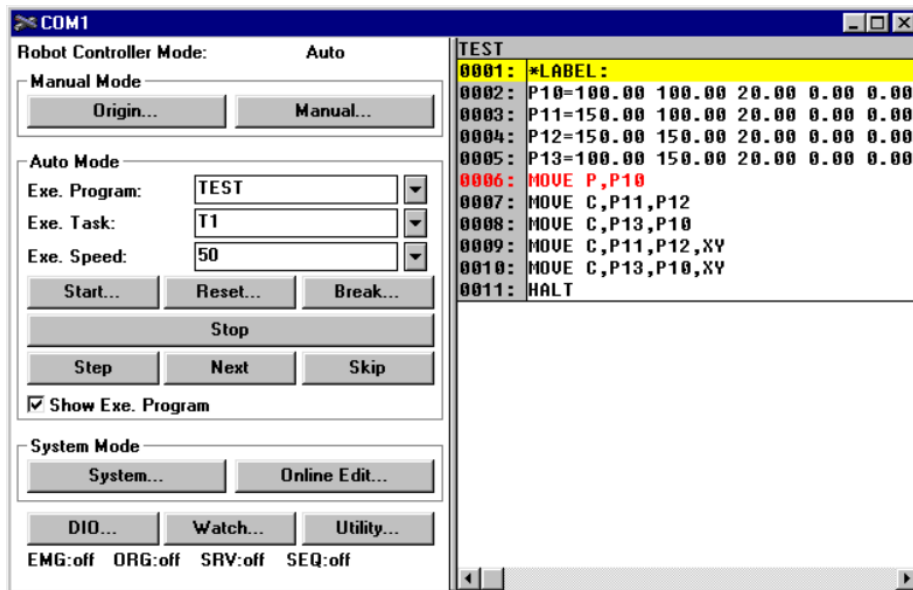 COM1
Robot Controller Mode: Auto
Manual Mode
Origin... Manual...
Auto Mode
Exe. Program: TEST
Exe. Task: T1
Exe. Speed: 50
Start... Reset... Break...
Stop
Step Next Skip
Show Exe. Program
System Mode
System... Online Edit...
DIO... Watch... Utility...
EMG:off ORG:off SRV:off SEQ:off
TEST
0001: *LABEL:
0002: P10=100.00 100.00 20.00 0.00 0.00
0003: P11=150.00 100.00 20.00 0.00 0.00
0004: P12=150.00 150.00 20.00 0.00 0.00
0005: P13=100.00 150.00 20.00 0.00 0.00
0006: MOVE P,P10
0007: MOVE C,P11,P12
0008: MOVE C,P13,P10
0009: MOVE C,P11,P12,XY
0010: MOVE C,P13,P10,XY
0011: HALT